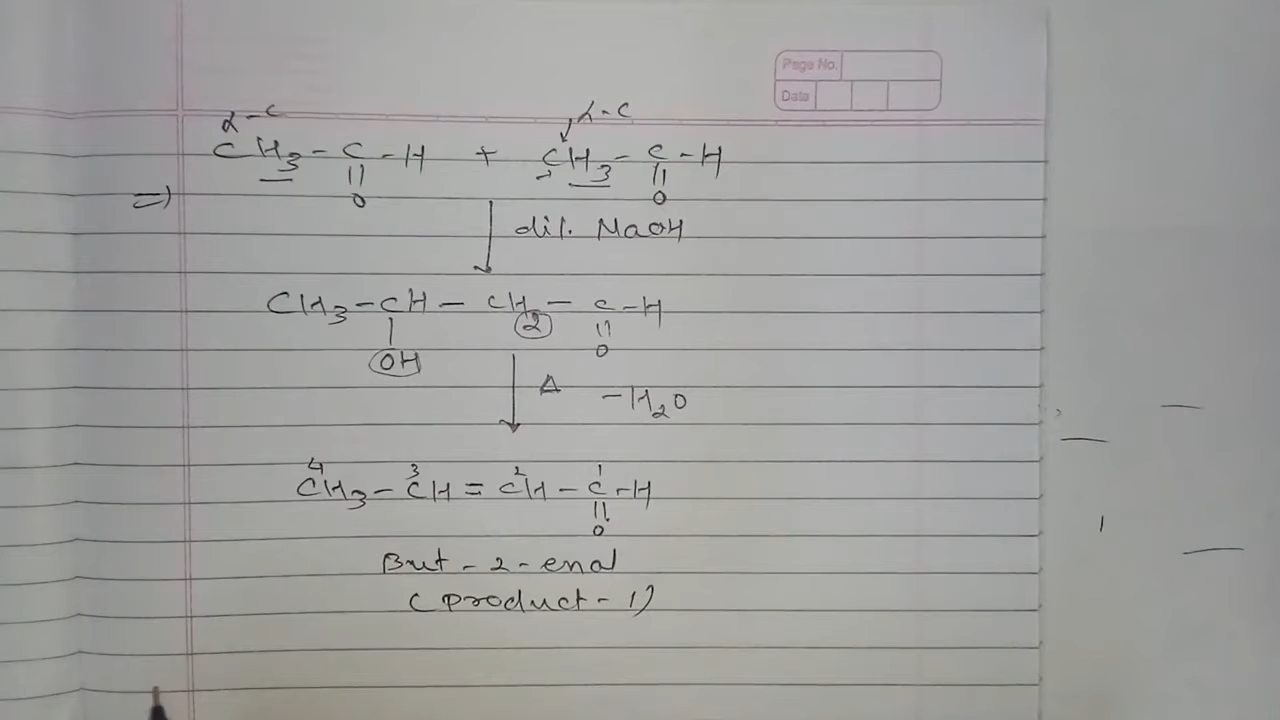 Page No.
Date
α-C α-C
CH3-C-H + CH3-C-H
=) || ||
O O
dil. NaOH
CH3-CH-CH2-C-H
| ||
OH O
Δ -H2O
4 3 2 1
CH3-CH=CH-C-H
||
O
But-2-enal
(product-1)